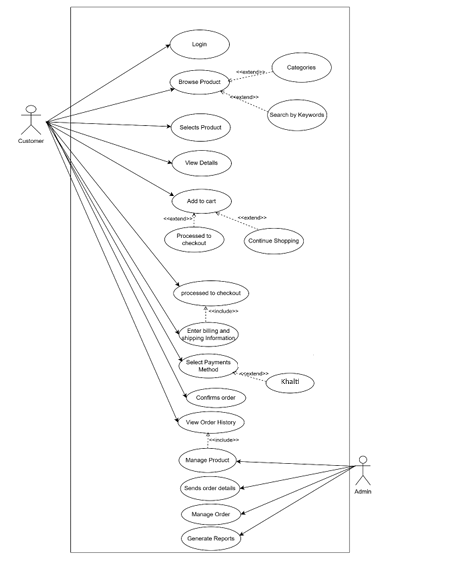 Login
Categories
<<extend>>
Browse Product
<<extend>>
Search by Keywords
Customer
Selects Product
View Details
Add to cart
<<extend>>
<<extend>>
Processed to
checkout
Continue Shopping
processed to checkout
<<include>>
Enter billing and
shipping Information
Select Payments
Method
<<extend>>
Khalti
Confirms order
View Order History
<<include>>
Manage Product
Sends order details
Admin
Manage Order
Generate Reports